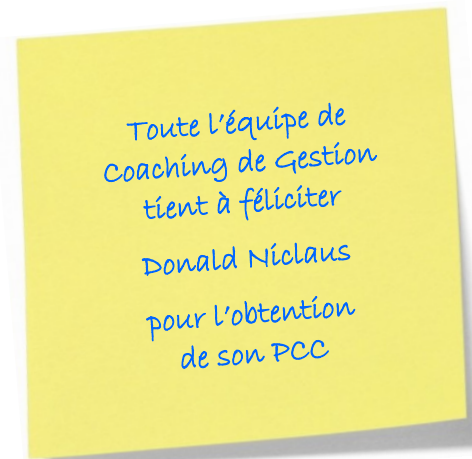 Toute l'équipe de
Coaching de Gestion
tient à féliciter
Donald Niclaus
pour l'obtention
de son PCC